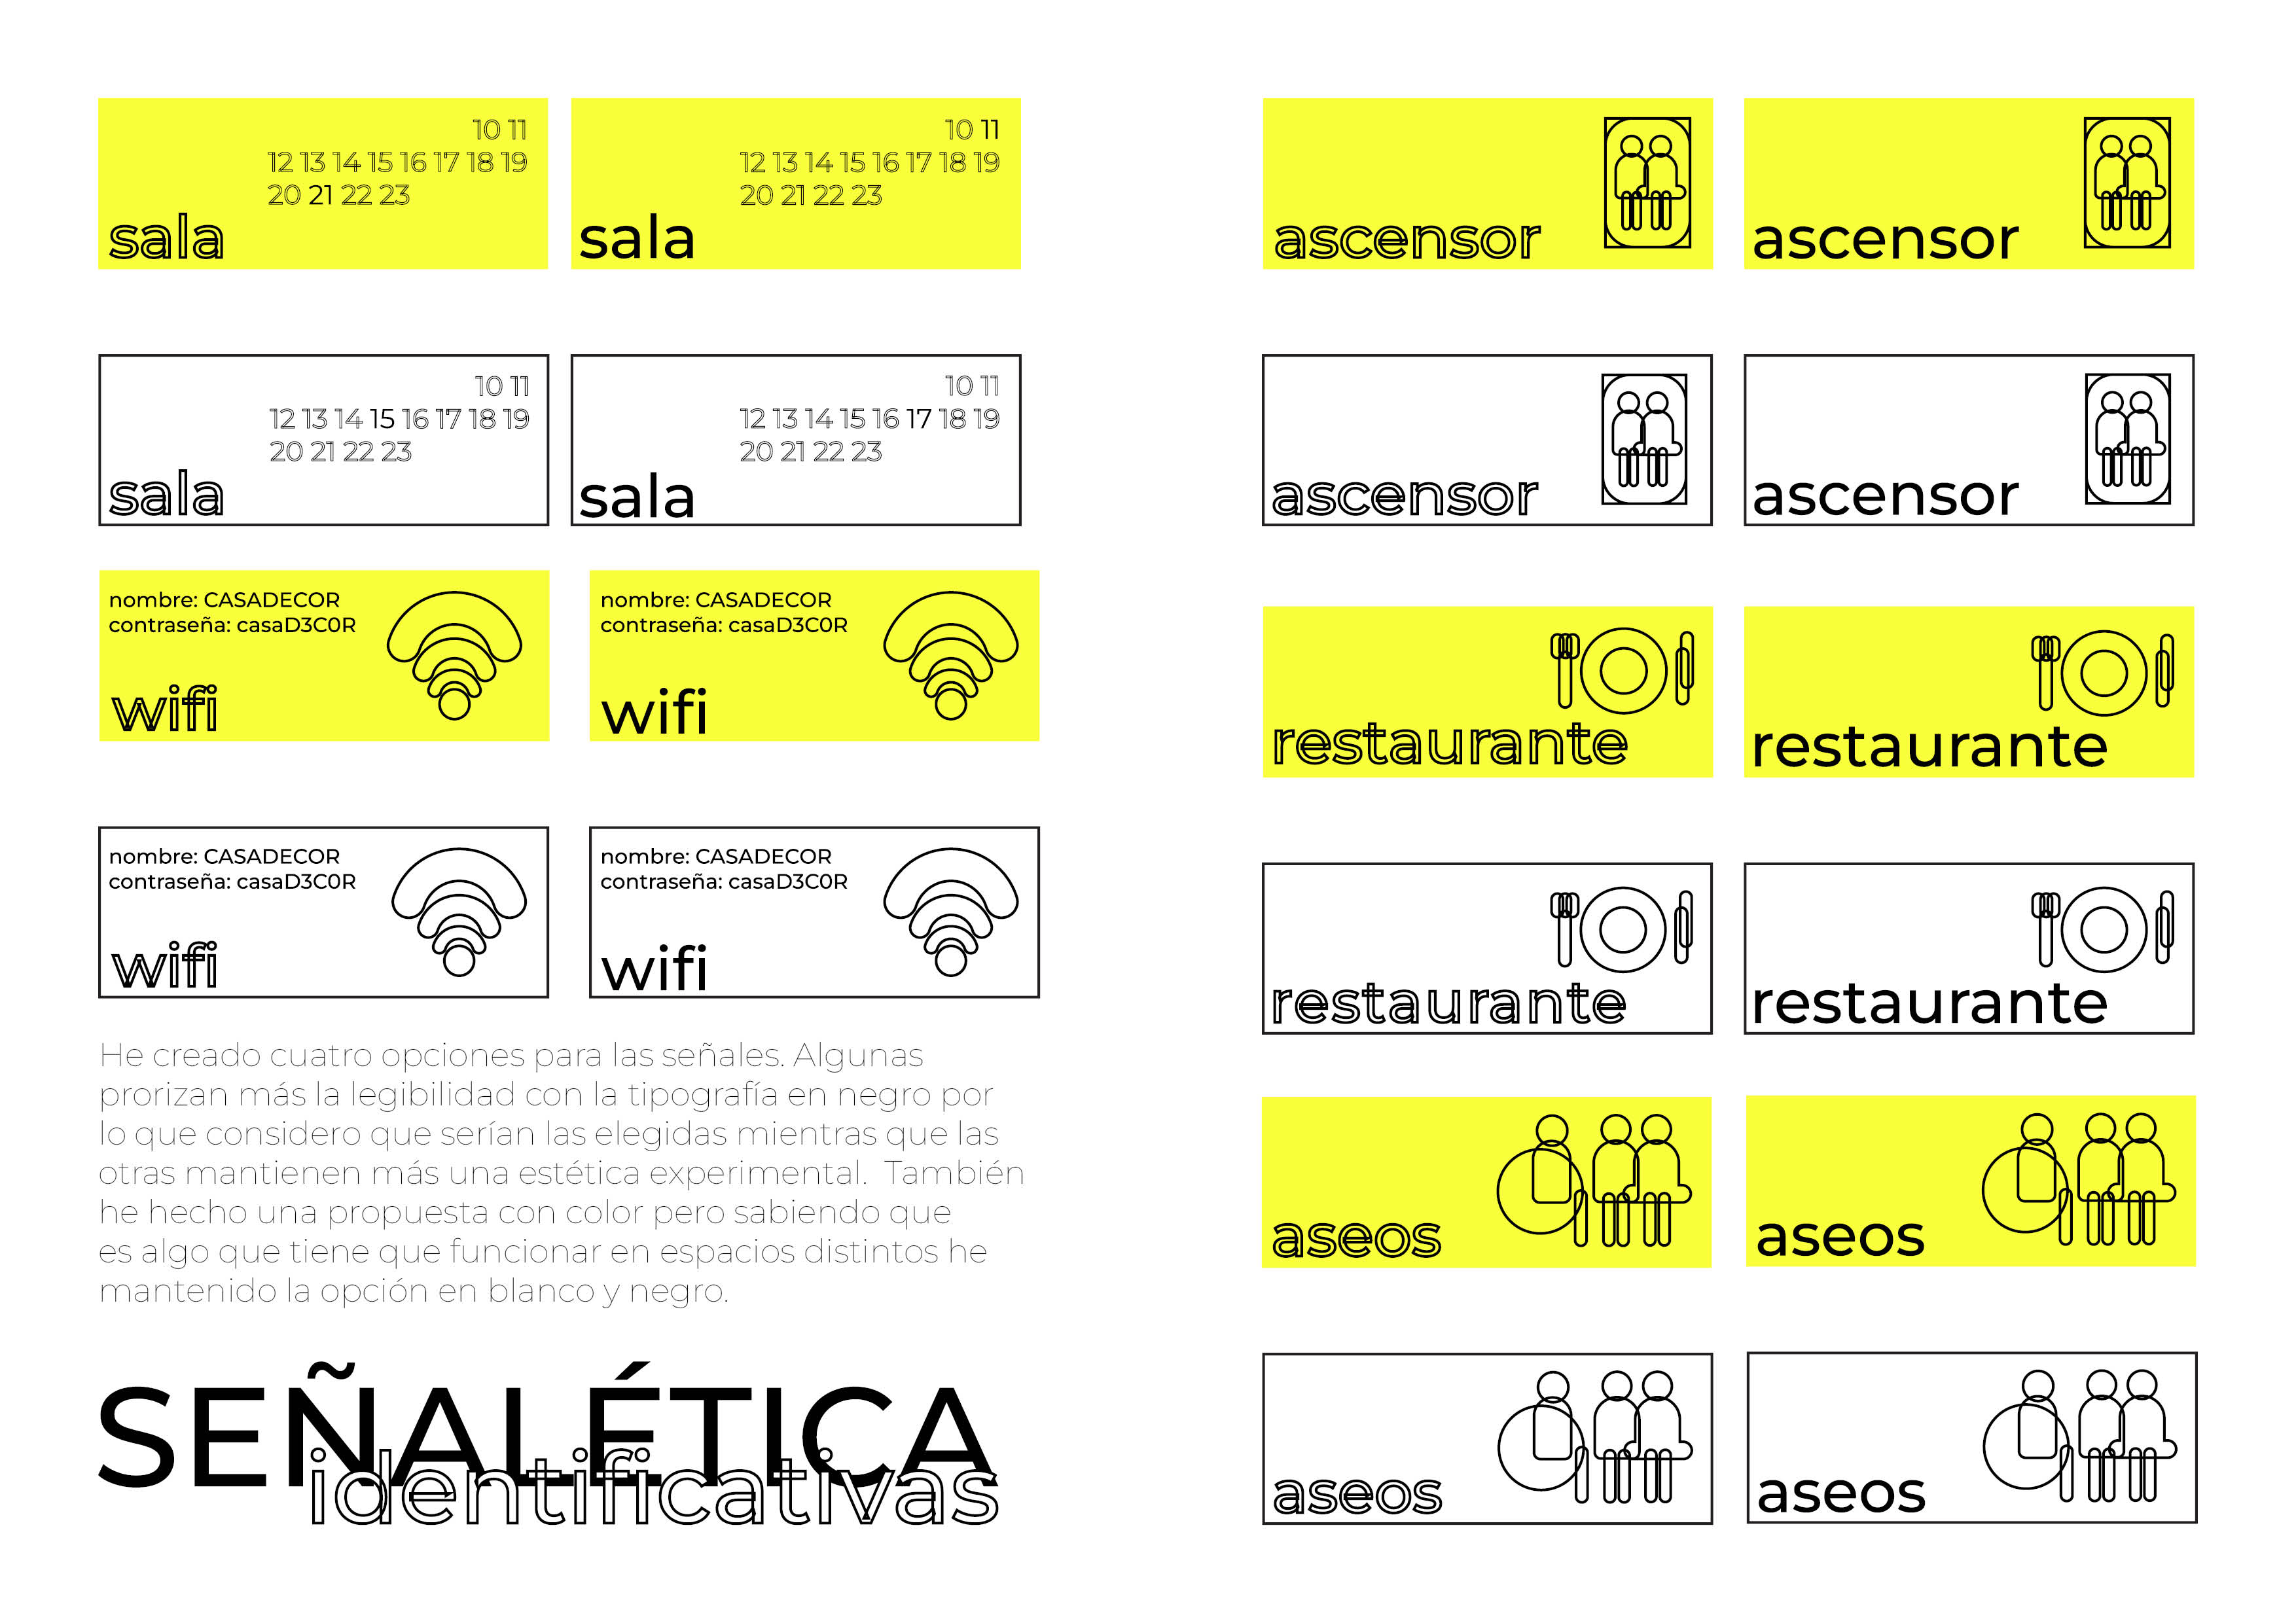 10 11
12 13 14 15 16 17 18 19
20 21 22 23
sala
10 11
12 13 14 15 16 17 18 19
20 21 22 23
sala
10 11
12 13 14 15 16 17 18 19
20 21 22 23
sala
10 11
12 13 14 15 16 17 18 19
20 21 22 23
sala
nombre: CASADECOR
contraseña: casaD3C0R
wifi
nombre: CASADECOR
contraseña: casaD3C0R
wifi
nombre: CASADECOR
contraseña: casaD3C0R
wifi
nombre: CASADECOR
contraseña: casaD3C0R
wifi
He creado cuatro opciones para las señales. Algunas
prorizan más la legibilidad con la tipografía en negro por
lo que considero que serían las elegidas mientras que las
otras mantienen más una estética experimental. También
he hecho una propuesta con color pero sabiendo que
es algo que tiene que funcionar en espacios distintos he
mantenido la opción en blanco y negro.
SEÑALÉTICA
identificativas
ascensor
ascensor
ascensor
ascensor
restaurante
restaurante
restaurante
restaurante
aseos
aseos
aseos
aseos